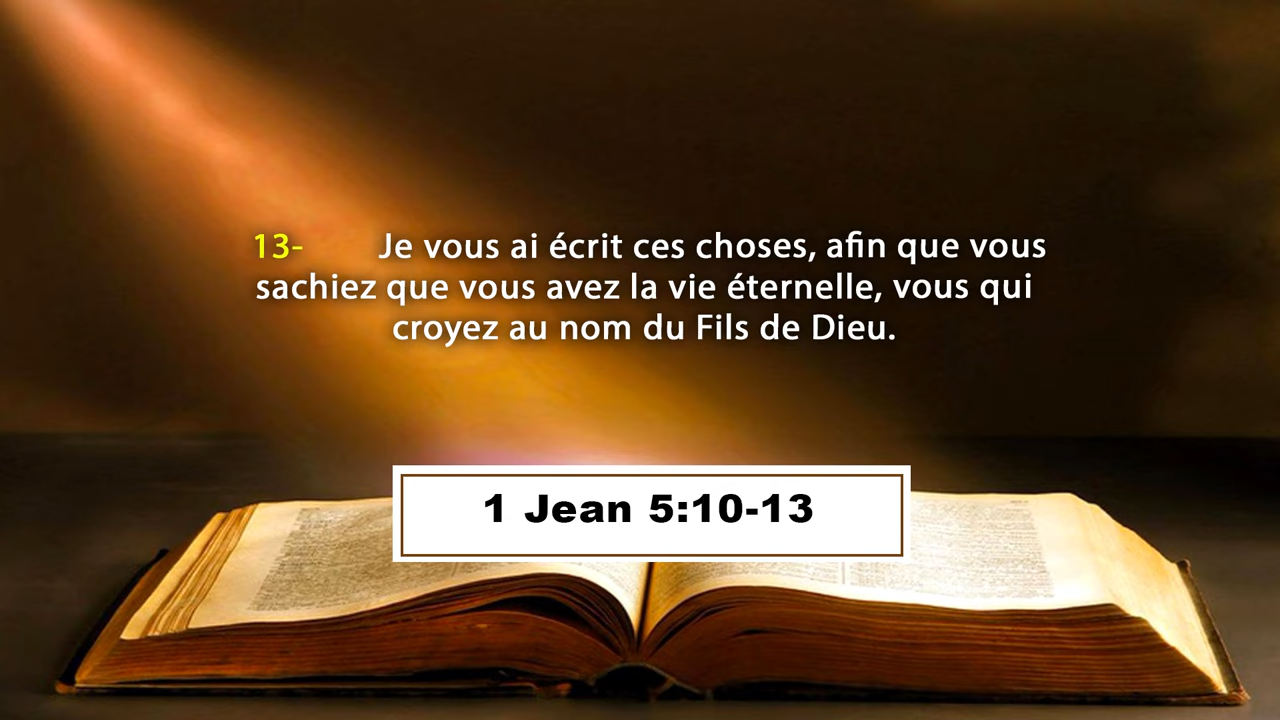 13- Je vous ai écrit ces choses, afin que vous
sachiez que vous avez la vie éternelle, vous qui
croyez au nom du Fils de Dieu.
1 Jean 5:10-13